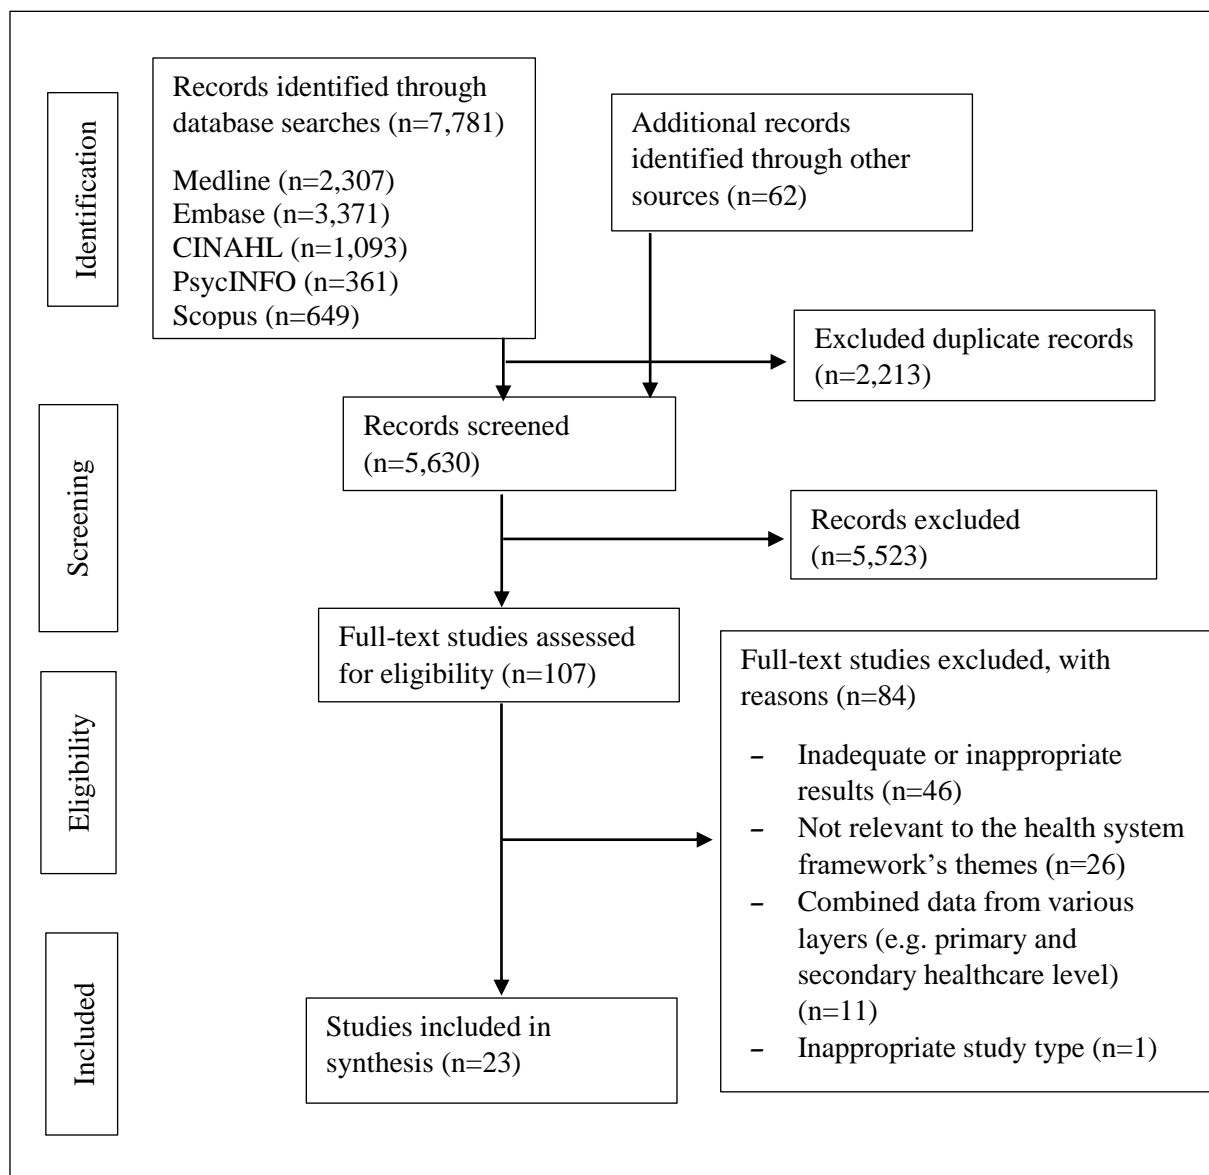 Identification
Records identified through
database searches (n=7,781)
Medline (n=2,307)
Embase (n=3,371)
CINAHL (n=1,093)
PsycINFO (n=361)
Scopus (n=649)
Additional records
identified through other
sources (n=62)
Excluded duplicate records
(n=2,213)
Screening
Records screened
(n=5,630)
Records excluded
(n=5,523)
Eligibility
Full-text studies assessed
for eligibility (n=107)
Full-text studies excluded, with
reasons (n=84)
– Inadequate or inappropriate
results (n=46)
– Not relevant to the health system
framework’s themes (n=26)
– Combined data from various
layers (e.g. primary and
secondary healthcare level)
(n=11)
– Inappropriate study type (n=1)
Included
Studies included in
synthesis (n=23)